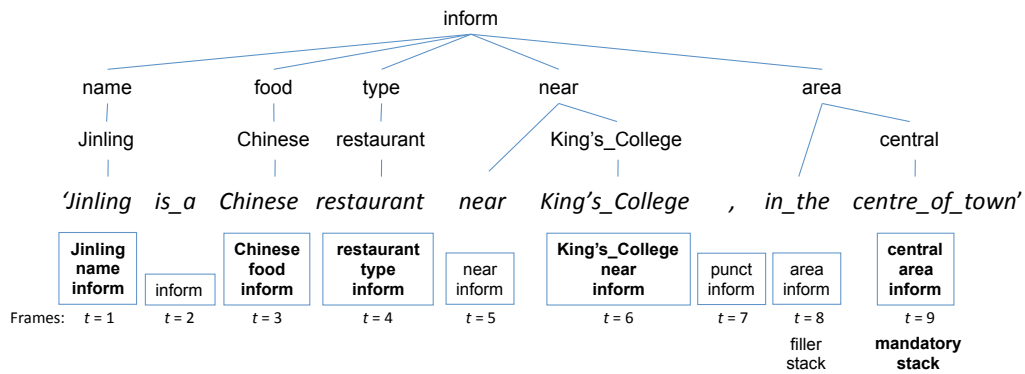 inform
name food type near area
Jinling Chinese restaurant King's_College central
‘Jinling is_a Chinese restaurant near King's_College , in_the centre_of_town’
Jinling Chinese restaurant King's_College central
name food type near near punct area area
inform inform inform inform inform inform inform inform inform
Frames: t = 1 t = 2 t = 3 t = 4 t = 5 t = 6 t = 7 t = 8 t = 9
filler mandatory
stack stack